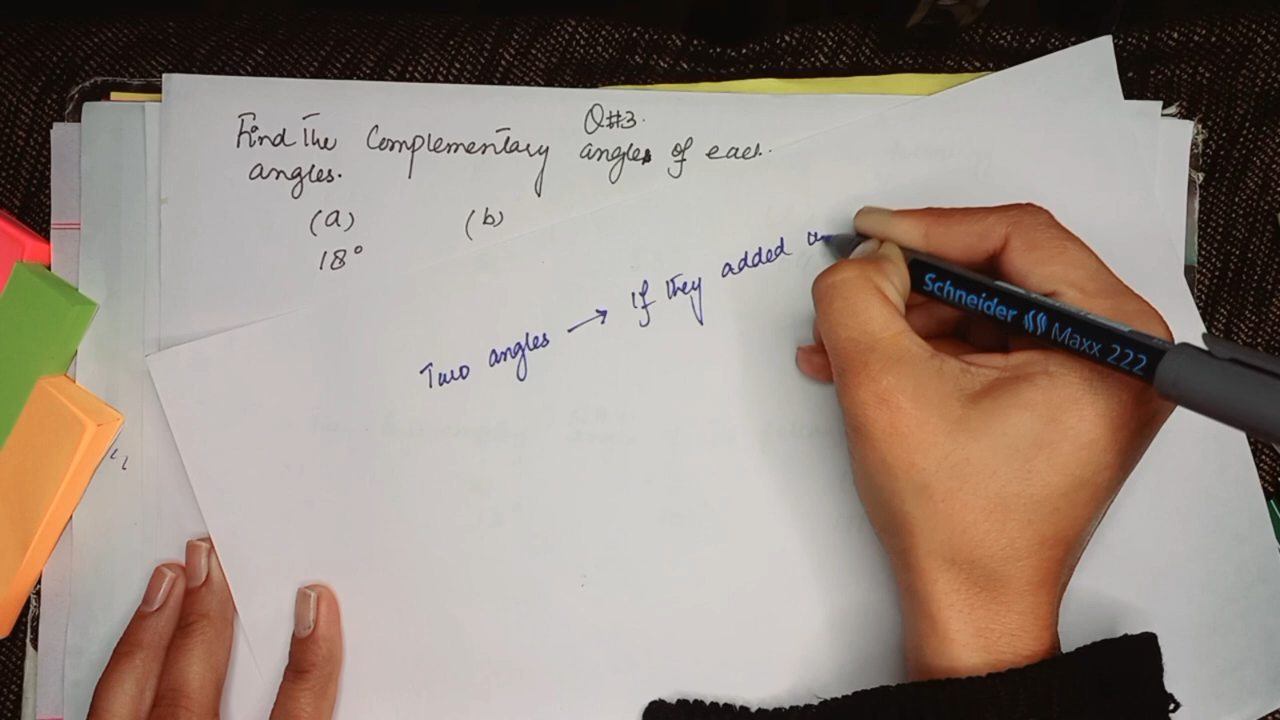 Q#3.
Find The Complementary angles of each.
angles.
(a) (b)
18°
Two angles → If they added
Schneider Maxx 222